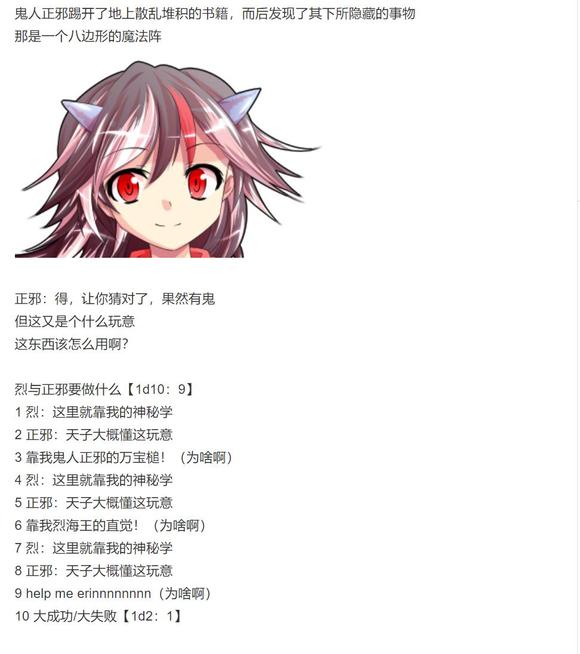 鬼人正邪踢开了地上散乱堆积的书籍，而后发现了其下所隐藏的事物
那是一个八边形的魔法阵
正邪：得，让你猜对了，果然有鬼
但这又是个什么玩意
这东西该怎么用啊？
烈与正邪要做什么【1d10：9】
1 烈：这里就靠我的神秘学
2 正邪：天子大概懂这玩意
3 靠我鬼人正邪的万宝槌！（为啥啊）
4 烈：这里就靠我的神秘学
5 正邪：天子大概懂这玩意
6 靠我烈海王的直觉！（为啥啊）
7 烈：这里就靠我的神秘学
8 正邪：天子大概懂这玩意
9 help me erinnnnnnnn（为啥啊）
10 大成功/大失败【1d2：1】